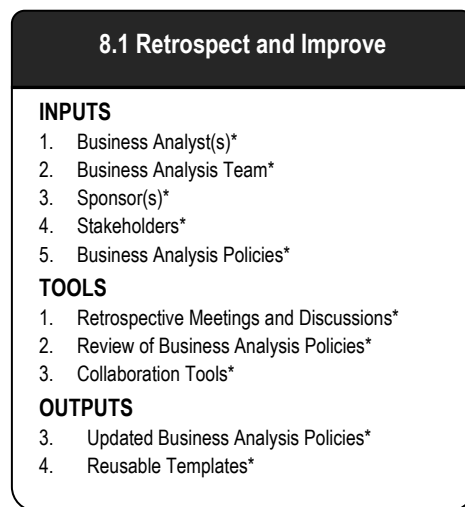 8.1 Retrospect and Improve
INPUTS
1. Business Analyst(s)*
2. Business Analysis Team*
3. Sponsor(s)*
4. Stakeholders*
5. Business Analysis Policies*
TOOLS
1. Retrospective Meetings and Discussions*
2. Review of Business Analysis Policies*
3. Collaboration Tools*
OUTPUTS
3. Updated Business Analysis Policies*
4. Reusable Templates*